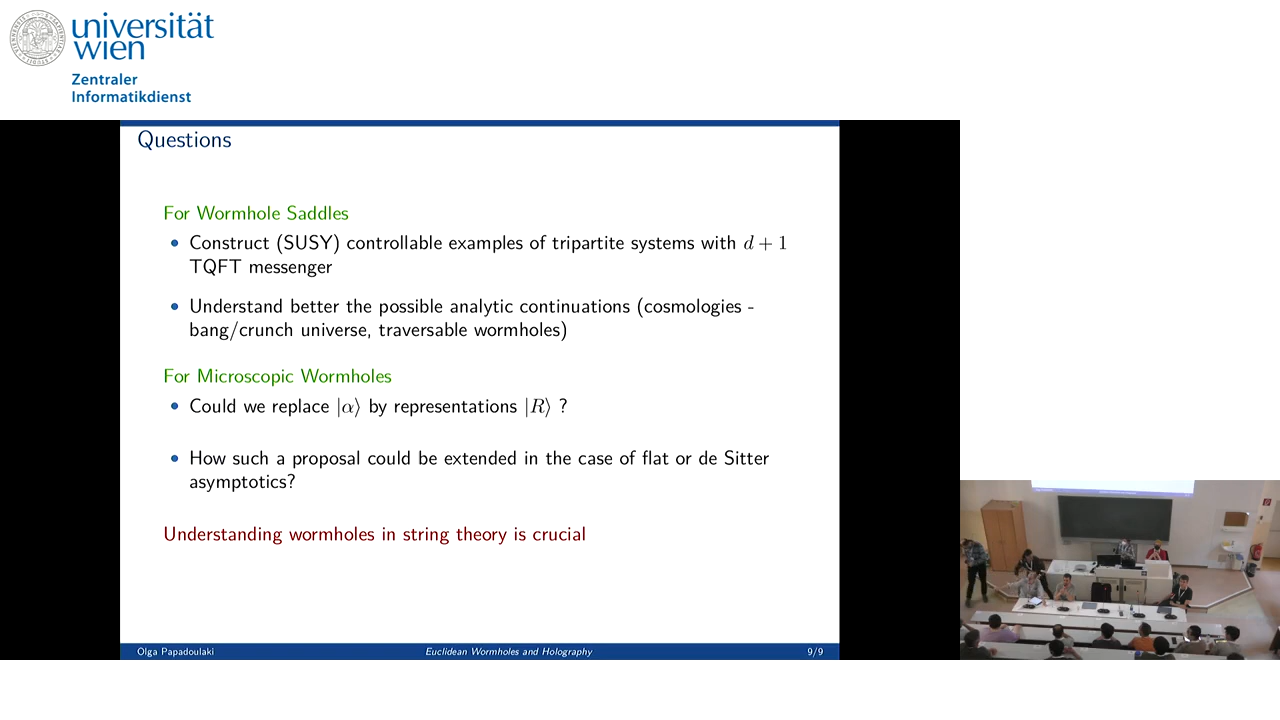 universität
wien
Zentraler
Informatikdienst
Questions
For Wormhole Saddles
• Construct (SUSY) controllable examples of tripartite systems with d + 1
TQFT messenger
• Understand better the possible analytic continuations (cosmologies -
bang/crunch universe, traversable wormholes)
For Microscopic Wormholes
• Could we replace |α⟩ by representations |R⟩ ?
• How such a proposal could be extended in the case of flat or de Sitter
asymptotics?
Understanding wormholes in string theory is crucial
Olga Papadoulaki Euclidean Wormholes and Holography 9/9